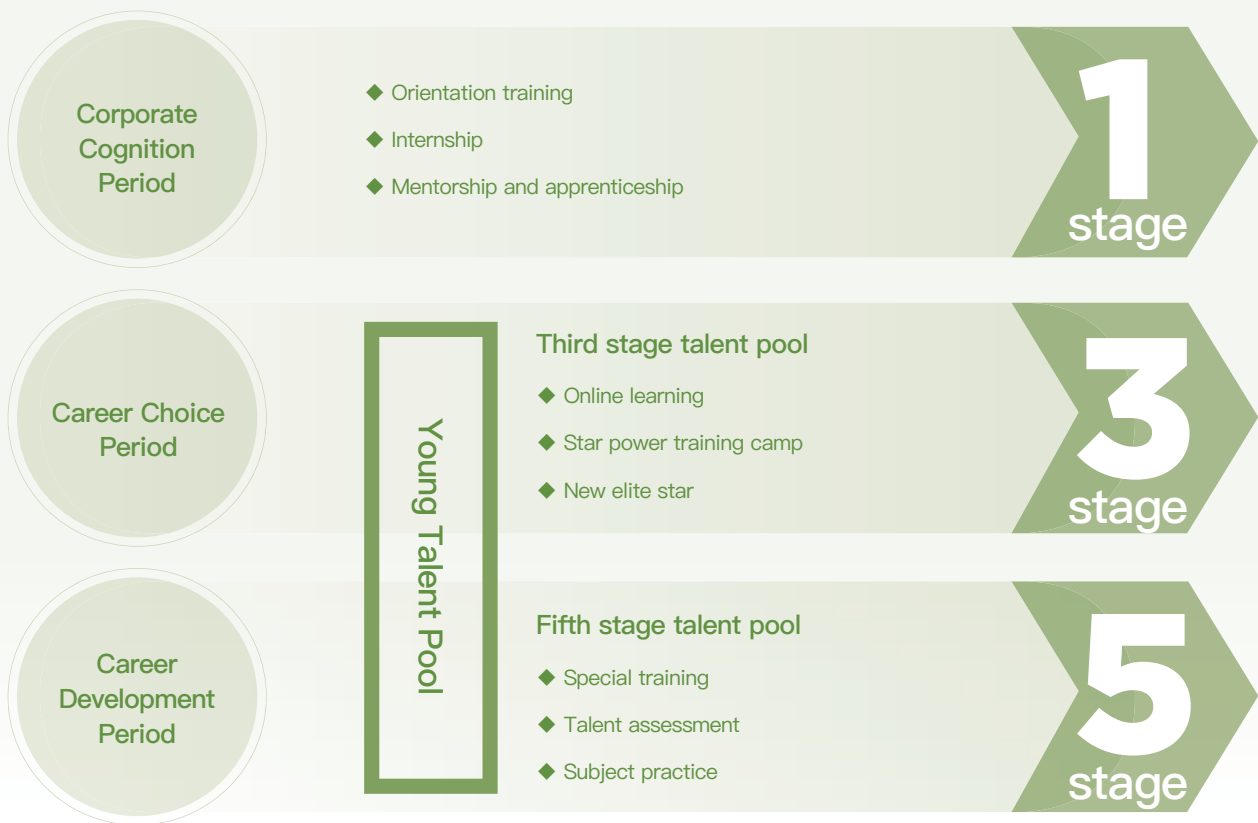 Corporate
Cognition
Period
◆ Orientation training
◆ Internship
◆ Mentorship and apprenticeship
1
stage
Career Choice
Period
Young Talent Pool
Third stage talent pool
◆ Online learning
◆ Star power training camp
◆ New elite star
3
stage
Career
Development
Period
Fifth stage talent pool
◆ Special training
◆ Talent assessment
◆ Subject practice
5
stage